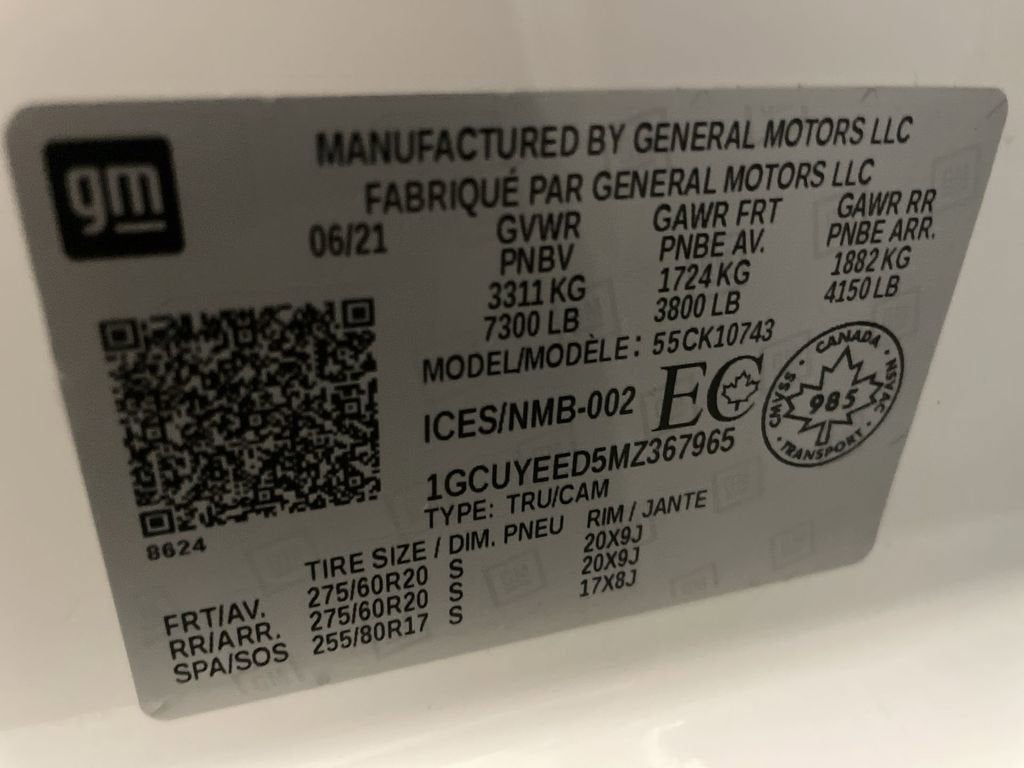 gm
MANUFACTURED BY GENERAL MOTORS LLC
FABRIQUÉ PAR GENERAL MOTORS LLC
06/21 GVWR GAWR FRT GAWR RR
PNBV PNBE AV. PNBE ARR.
3311 KG 1724 KG 1882 KG
7300 LB 3800 LB 4150 LB
MODEL/MODÈLE: 55CK10743
ICES/NMB-002 EC
CANADA
CMVSS 985 NSVAC
TRANSPORT
1GCUYEED5MZ367965
TYPE: TRU/CAM
8624
TIRE SIZE / DIM. PNEU RIM / JANTE
FRT/AV. 275/60R20 S 20X9J
RR/ARR. 275/60R20 S 20X9J
SPA/SOS 255/80R17 S 17X8J